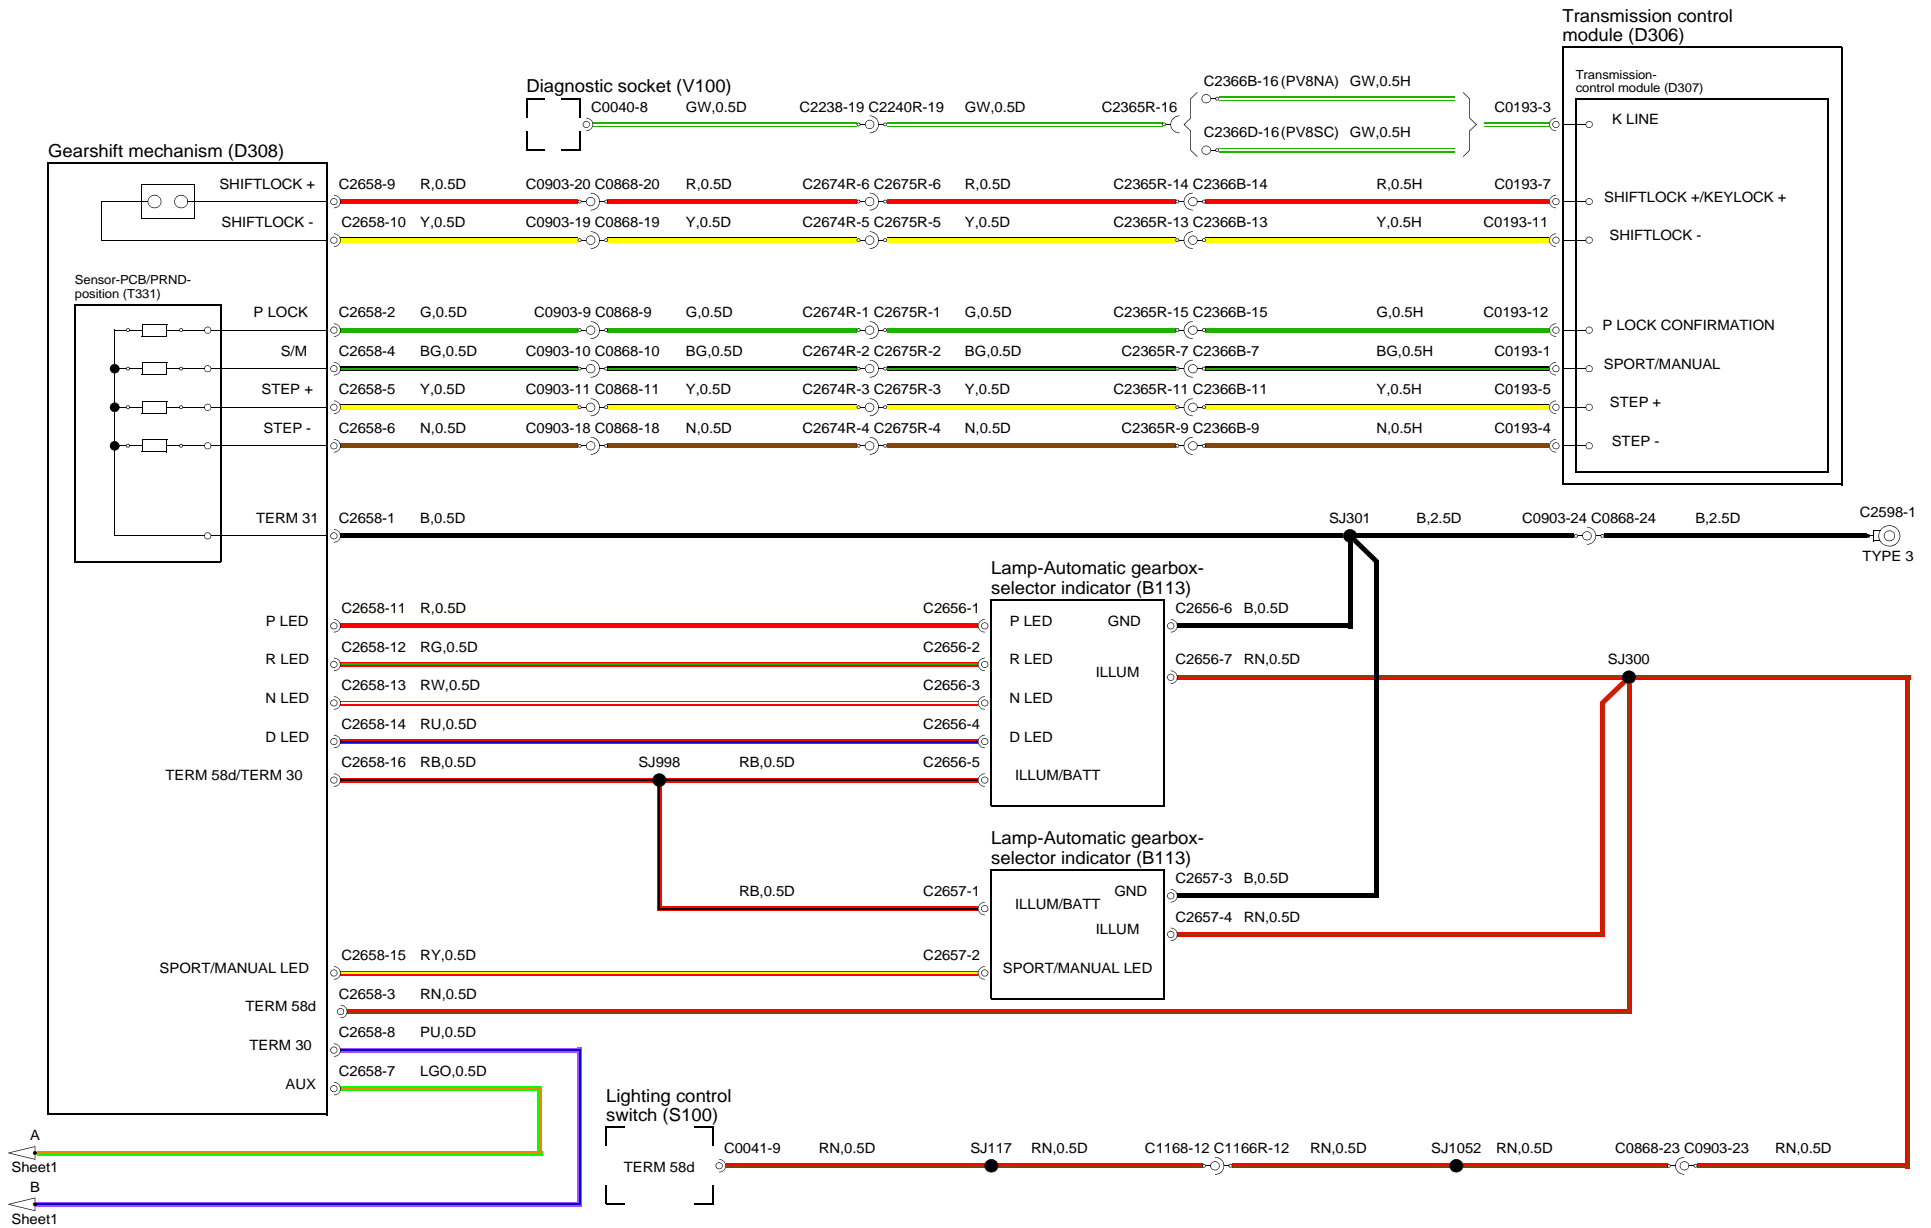 Transmission control
module (D306)
Transmission-
control module (D307)
Diagnostic socket (V100)
C0040-8 GW,0.5D C2238-19 C2240R-19 GW,0.5D C2365R-16
C2366B-16 (PV8NA) GW,0.5H
C2366D-16 (PV8SC) GW,0.5H
C0193-3 K LINE
Gearshift mechanism (D308)
SHIFTLOCK + C2658-9 R,0.5D C0903-20 C0868-20 R,0.5D C2674R-6 C2675R-6 R,0.5D C2365R-14 C2366B-14 R,0.5H C0193-7 SHIFTLOCK +/KEYLOCK +
SHIFTLOCK - C2658-10 Y,0.5D C0903-19 C0868-19 Y,0.5D C2674R-5 C2675R-5 Y,0.5D C2365R-13 C2366B-13 Y,0.5H C0193-11 SHIFTLOCK -
Sensor-PCB/PRND-
position (T331)
P LOCK C2658-2 G,0.5D C0903-9 C0868-9 G,0.5D C2674R-1 C2675R-1 G,0.5D C2365R-15 C2366B-15 G,0.5H C0193-12 P LOCK CONFIRMATION
S/M C2658-4 BG,0.5D C0903-10 C0868-10 BG,0.5D C2674R-2 C2675R-2 BG,0.5D C2365R-7 C2366B-7 BG,0.5H C0193-1 SPORT/MANUAL
STEP + C2658-5 Y,0.5D C0903-11 C0868-11 Y,0.5D C2674R-3 C2675R-3 Y,0.5D C2365R-11 C2366B-11 Y,0.5H C0193-5 STEP +
STEP - C2658-6 N,0.5D C0903-18 C0868-18 N,0.5D C2674R-4 C2675R-4 N,0.5D C2365R-9 C2366B-9 N,0.5H C0193-4 STEP -
TERM 31 C2658-1 B,0.5D SJ301 B,2.5D C0903-24 C0868-24 B,2.5D C2598-1
TYPE 3
Lamp-Automatic gearbox-
selector indicator (B113)
P LED C2658-11 R,0.5D C2656-1 P LED GND C2656-6 B,0.5D
R LED C2658-12 RG,0.5D C2656-2 R LED ILLUM C2656-7 RN,0.5D SJ300
N LED C2658-13 RW,0.5D C2656-3 N LED
D LED C2658-14 RU,0.5D C2656-4 D LED
TERM 58d/TERM 30 C2658-16 RB,0.5D SJ998 RB,0.5D C2656-5 ILLUM/BATT
Lamp-Automatic gearbox-
selector indicator (B113)
RB,0.5D C2657-1 ILLUM/BATT GND C2657-3 B,0.5D
ILLUM C2657-4 RN,0.5D
SPORT/MANUAL LED C2658-15 RY,0.5D C2657-2 SPORT/MANUAL LED
TERM 58d C2658-3 RN,0.5D
TERM 30 C2658-8 PU,0.5D
AUX C2658-7 LGO,0.5D
Lighting control
switch (S100)
TERM 58d C0041-9 RN,0.5D SJ117 RN,0.5D C1168-12 C1166R-12 RN,0.5D SJ1052 RN,0.5D C0868-23 C0903-23 RN,0.5D
A
Sheet1
B
Sheet1